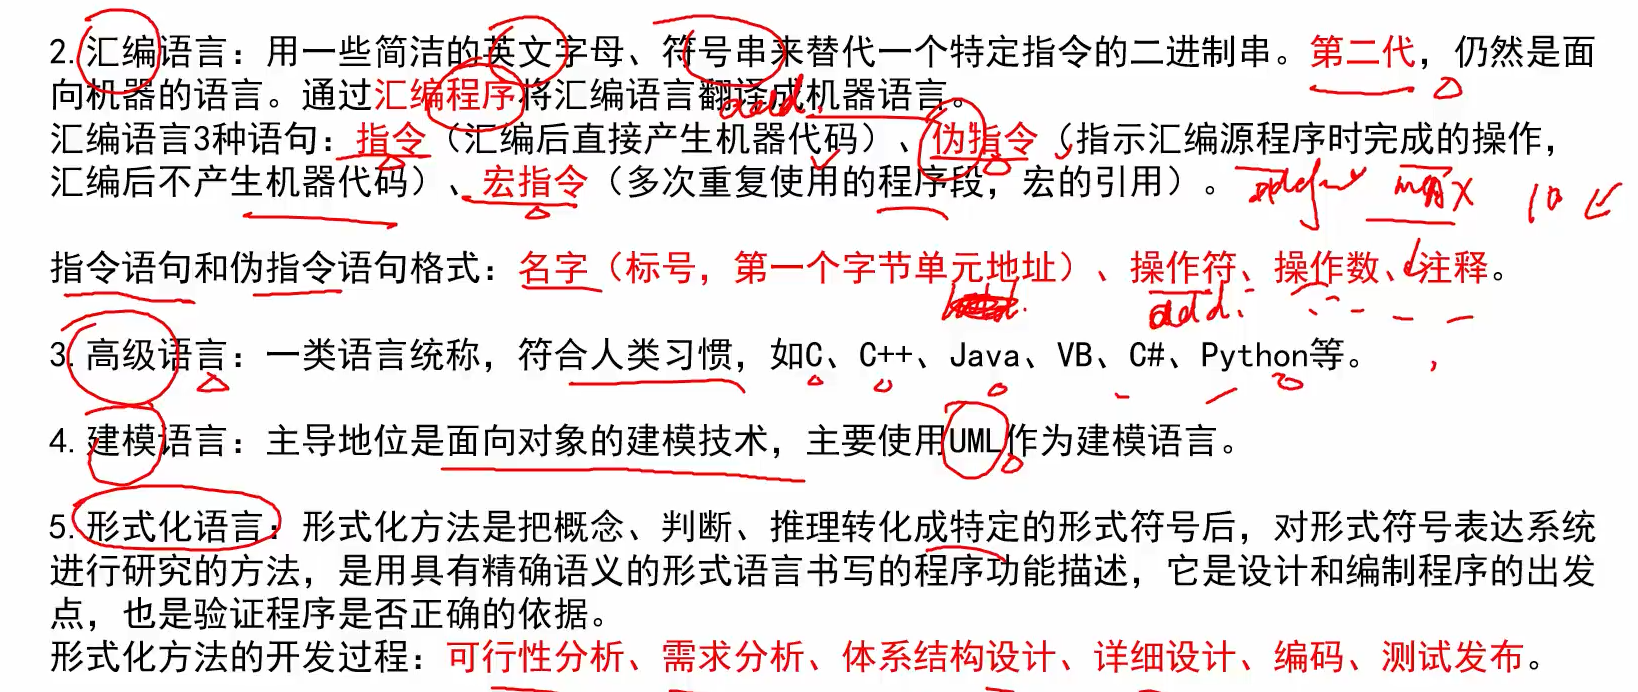 2.汇编语言：用一些简洁的英文字母、符号串来替代一个特定指令的二进制串。第二代，仍然是面
向机器的语言。通过汇编程序将汇编语言翻译成机器语言。
add.
汇编语言3种语句：指令（汇编后直接产生机器代码）、伪指令（指示汇编源程序时完成的操作，
汇编后不产生机器代码）、宏指令（多次重复使用的程序段，宏的引用）。
指令语句和伪指令语句格式：名字（标号，第一个字节单元地址）、操作符、操作数、注释。
add.
3.高级语言：一类语言统称，符合人类习惯，如C、C++、Java、VB、C#、Python等。
4.建模语言：主导地位是面向对象的建模技术，主要使用UML作为建模语言。
5.形式化语言：形式化方法是把概念、判断、推理转化成特定的形式符号后，对形式符号表达系统
进行研究的方法，是用具有精确语义的形式语言书写的程序功能描述，它是设计和编制程序的出发
点，也是验证程序是否正确的依据。
形式化方法的开发过程：可行性分析、需求分析、体系结构设计、详细设计、编码、测试发布。